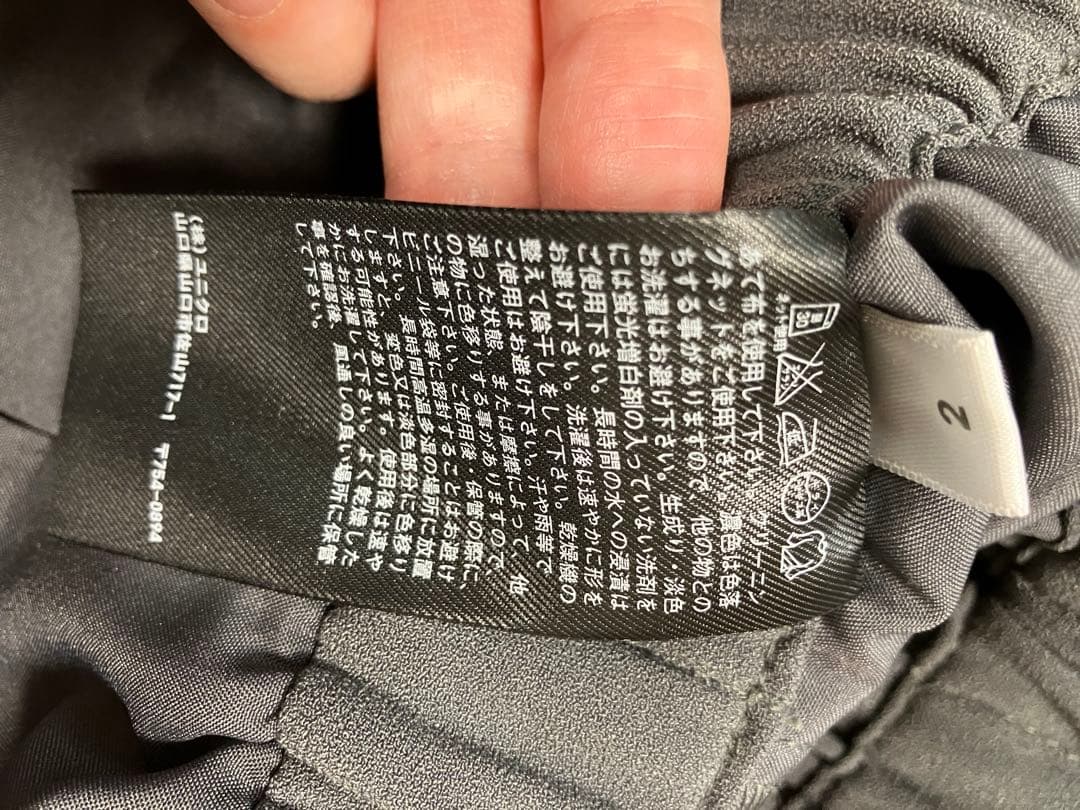 ネット使用
30
あて布を使用して下さい。 クリーニン
グネットをご使用下さい。 濃色は色落
ちする事がありますので、他の物との
お洗濯はお避け下さい。 生成り・淡色
には蛍光増白剤の入っていない洗剤を
ご使用下さい。 長時間の水への浸漬は
お避け下さい。 洗濯後は速やかに形を
整えて陰干しをして下さい。乾燥機の
ご使用はお避け下さい。汗や雨等で
湿った状態、または摩擦によって、他
の物に色移りする事がありますので
ご注意下さい。ご使用後・保管の際に
ビニール袋等に密封することはお避け
下さい。 長時間高温多湿の場所に放置
しますと、変色又は淡色部分に色移り
する可能性があります。使用後は速や
かにお洗濯して下さい。よく乾燥した
事を確認後、風通しの良い場所に保管
して下さい。
(株)ユニクロ
山口県山口市佐山717-1 〒754-0894
2